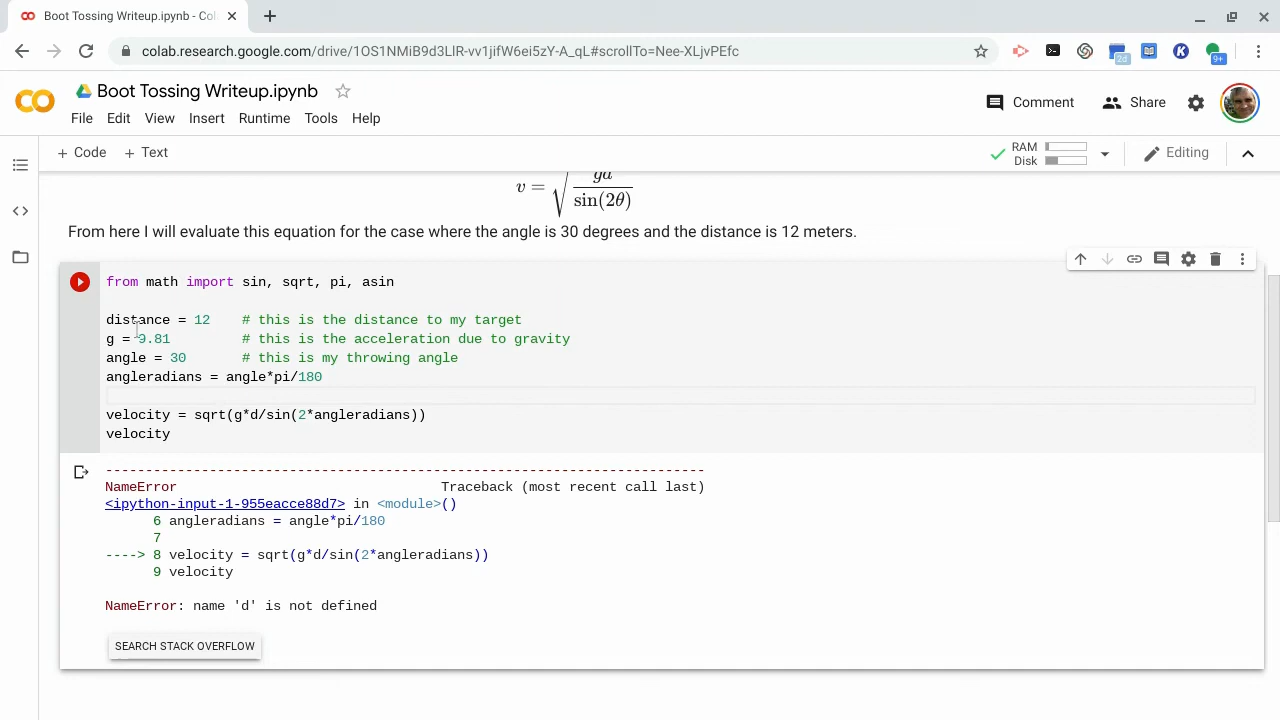 Boot Tossing Writeup.ipynb - Col
colab.research.google.com/drive/1OS1NMiB9d3LlR-vv1jifW6ei5zY-A_qL#scrollTo=Nee-XLjvPEfc
2d
K
9+
Boot Tossing Writeup.ipynb
Comment
Share
File Edit View Insert Runtime Tools Help
+ Code + Text
RAM
Disk
Editing
v = √ gd
sin(2θ)
From here I will evaluate this equation for the case where the angle is 30 degrees and the distance is 12 meters.
from math import sin, sqrt, pi, asin
distance = 12 # this is the distance to my target
g = 9.81 # this is the acceleration due to gravity
angle = 30 # this is my throwing angle
angleradians = angle*pi/180
velocity = sqrt(g*d/sin(2*angleradians))
velocity
---------------------------------------------------------------------------
NameError Traceback (most recent call last)
<ipython-input-1-955eacce88d7> in <module>()
6 angleradians = angle*pi/180
7
----> 8 velocity = sqrt(g*d/sin(2*angleradians))
9 velocity
NameError: name 'd' is not defined
SEARCH STACK OVERFLOW